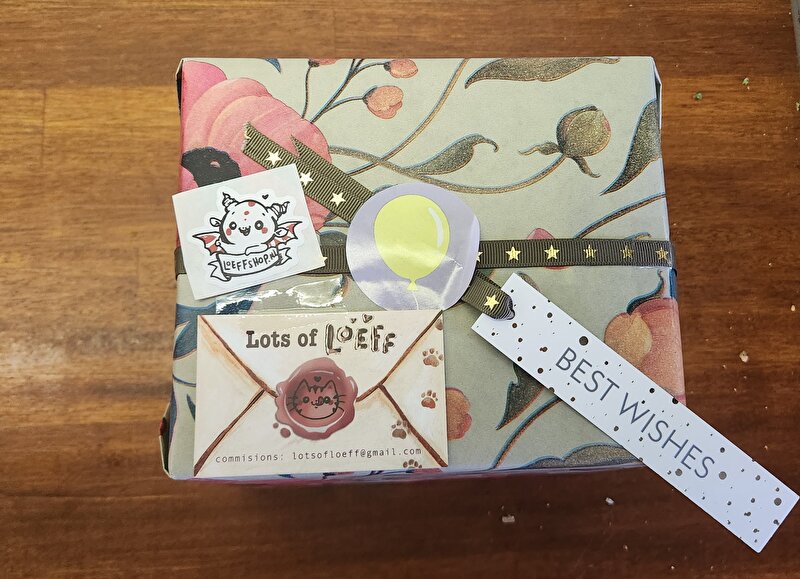 LOEFFSHOP.NL
Lots of LOEFF
commisions: lotsofloeff@gmail.com
BEST WISHES